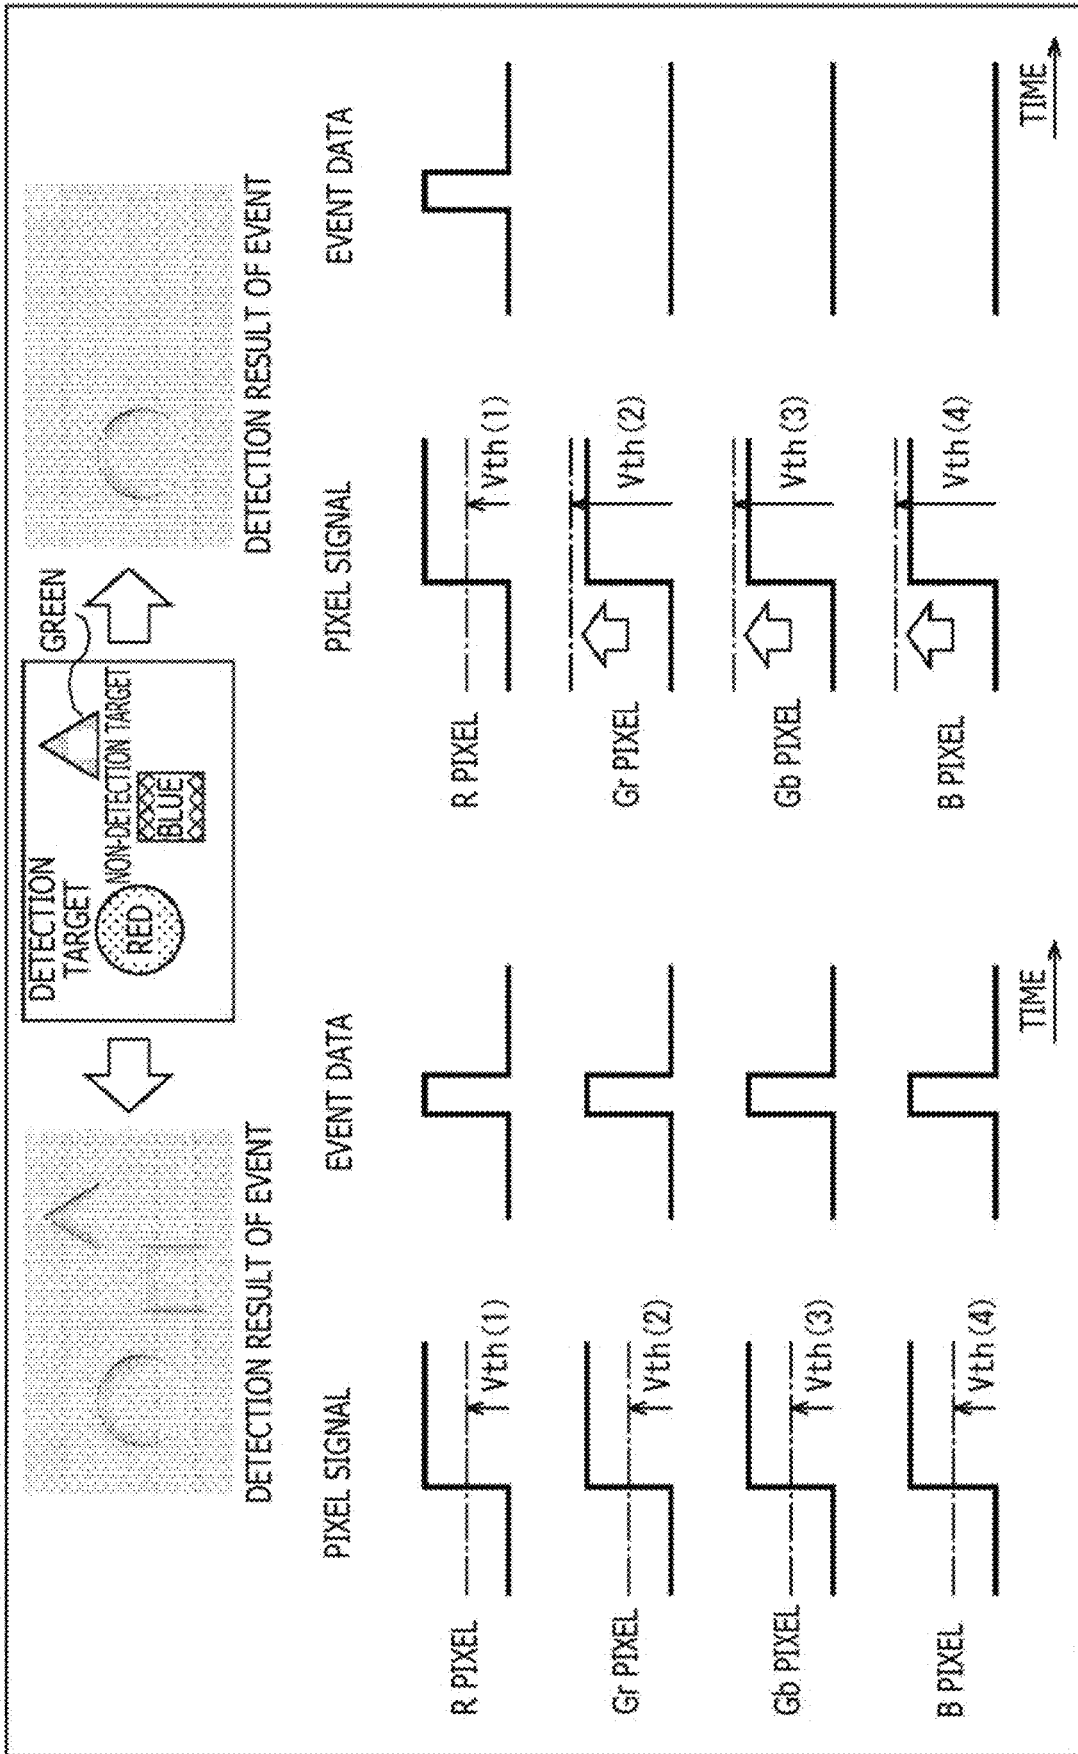 DETECTION
TARGET
RED
NON-DETECTION TARGET
BLUE
GREEN
DETECTION RESULT OF EVENT
DETECTION RESULT OF EVENT
PIXEL SIGNAL
EVENT DATA
PIXEL SIGNAL
EVENT DATA
R PIXEL
Vth(1)
R PIXEL
Vth(1)
Gr PIXEL
Vth(2)
Gr PIXEL
Vth(2)
Gb PIXEL
Vth(3)
Gb PIXEL
Vth(3)
B PIXEL
Vth(4)
B PIXEL
Vth(4)
TIME
TIME